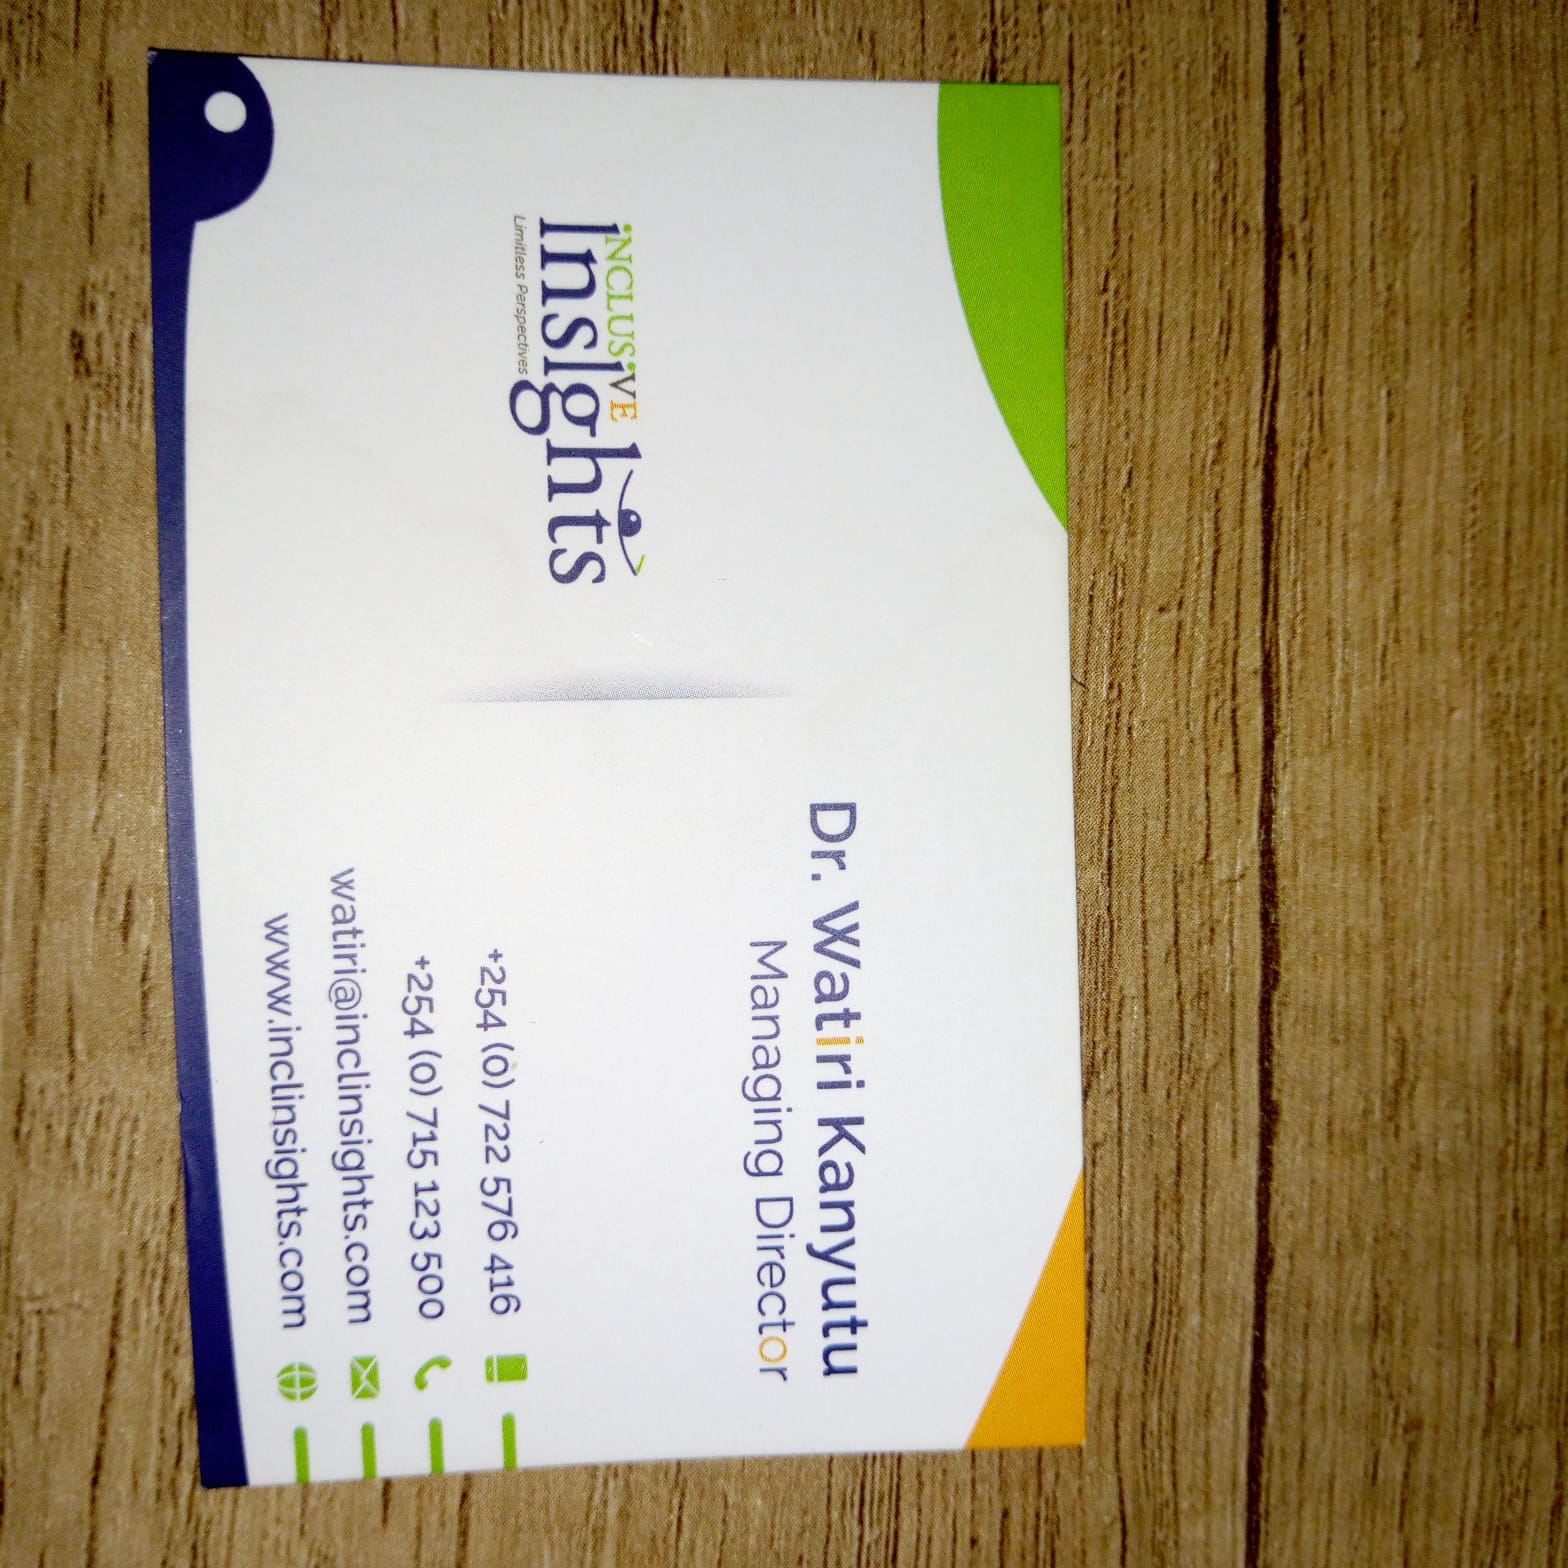 iNCLUSiVE
Insights
Limitless Perspectives
Dr. Watiri Kanyutu
Managing Director
+254 (0) 722 576 416
+254 (0) 715 123 500
watiri@inclinsights.com
www.inclinsights.com